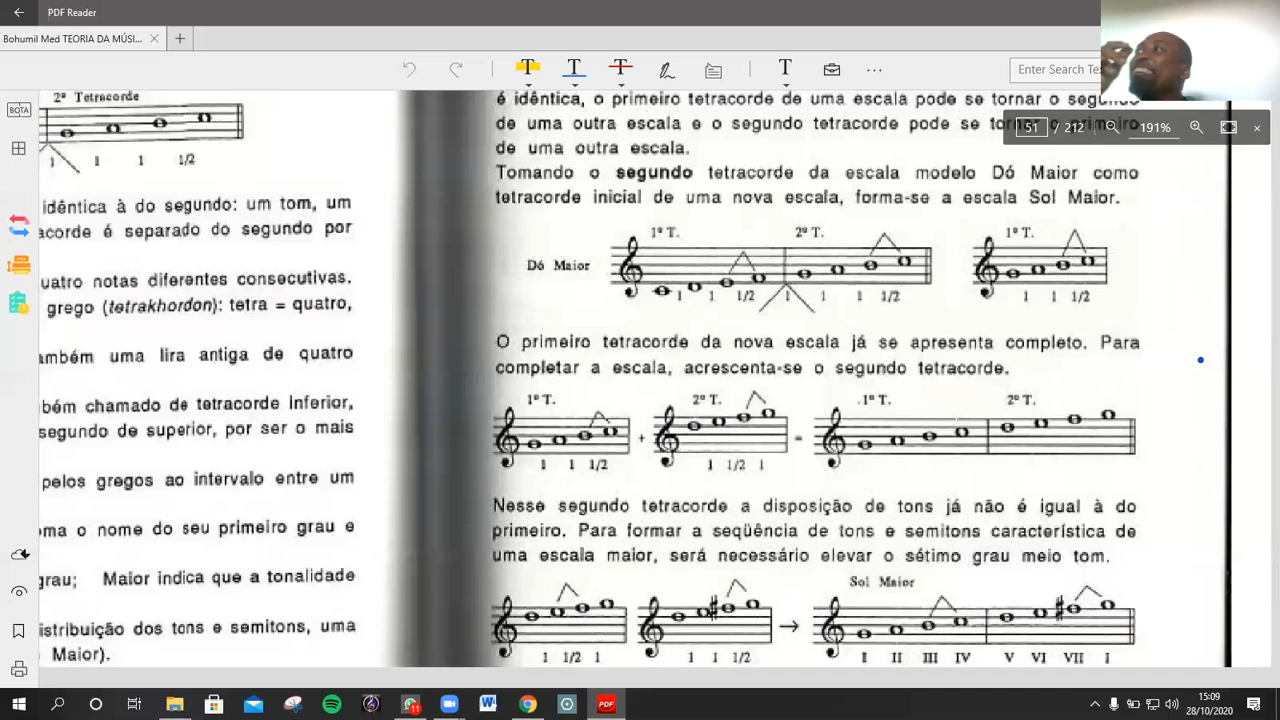 PDF Reader
Bohumil Med TEORIA DA MÚSI...
Enter Search Te
BOTA
51 / 212 191%
2º Tetracorde
1 1 1 1/2
idêntica à do segundo: um tom, um
acorde é separado do segundo por
uatro notas diferentes consecutivas.
grego (tetrakhordon): tetra = quatro,
ambém uma lira antiga de quatro
bém chamado de tetracorde inferior,
segundo de superior, por ser o mais
pelos gregos ao intervalo entre um
oma o nome do seu primeiro grau e
grau; Maior indica que a tonalidade
istribuição dos tons e semitons, uma
Maior).
é idêntica, o primeiro tetracorde de uma escala pode se tornar o segundo
de uma outra escala e o segundo tetracorde pode se tornar o primeiro
de uma outra escala.
Tomando o segundo tetracorde da escala modelo Dó Maior como
tetracorde inicial de uma nova escala, forma-se a escala Sol Maior.
1º T. 2º T. 1º T.
Dó Maior
1 1 1/2 1 1 1 1/2 1 1 1/2
O primeiro tetracorde da nova escala já se apresenta completo. Para
completar a escala, acrescenta-se o segundo tetracorde.
1º T. 2º T. 1º T. 2º T.
+ =
1 1 1/2 1 1/2 1
Nesse segundo tetracorde a disposição de tons já não é igual à do
primeiro. Para formar a seqüência de tons e semitons característica de
uma escala maior, será necessário elevar o sétimo grau meio tom.
Sol Maior
1 1/2 1 1 1 1/2 I II III IV V VI VII I
11
W
PDF
15:09
28/10/2020